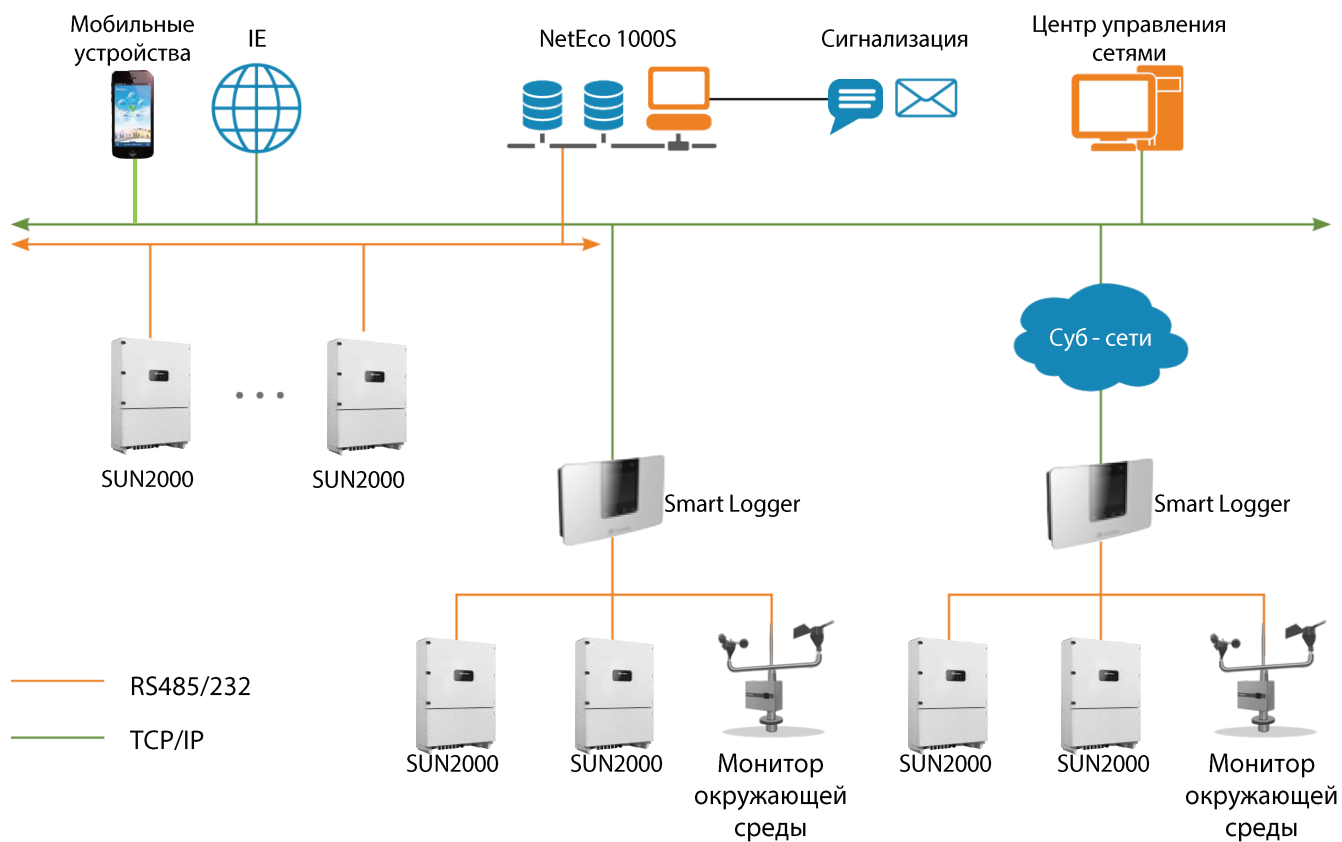 Мобильные
устройства
IE
NetEco 1000S
Сигнализация
Центр управления
сетями
Суб - сети
SUN2000
SUN2000
Smart Logger
Smart Logger
RS485/232
TCP/IP
SUN2000
SUN2000
Монитор
окружающей
среды
SUN2000
SUN2000
Монитор
окружающей
среды